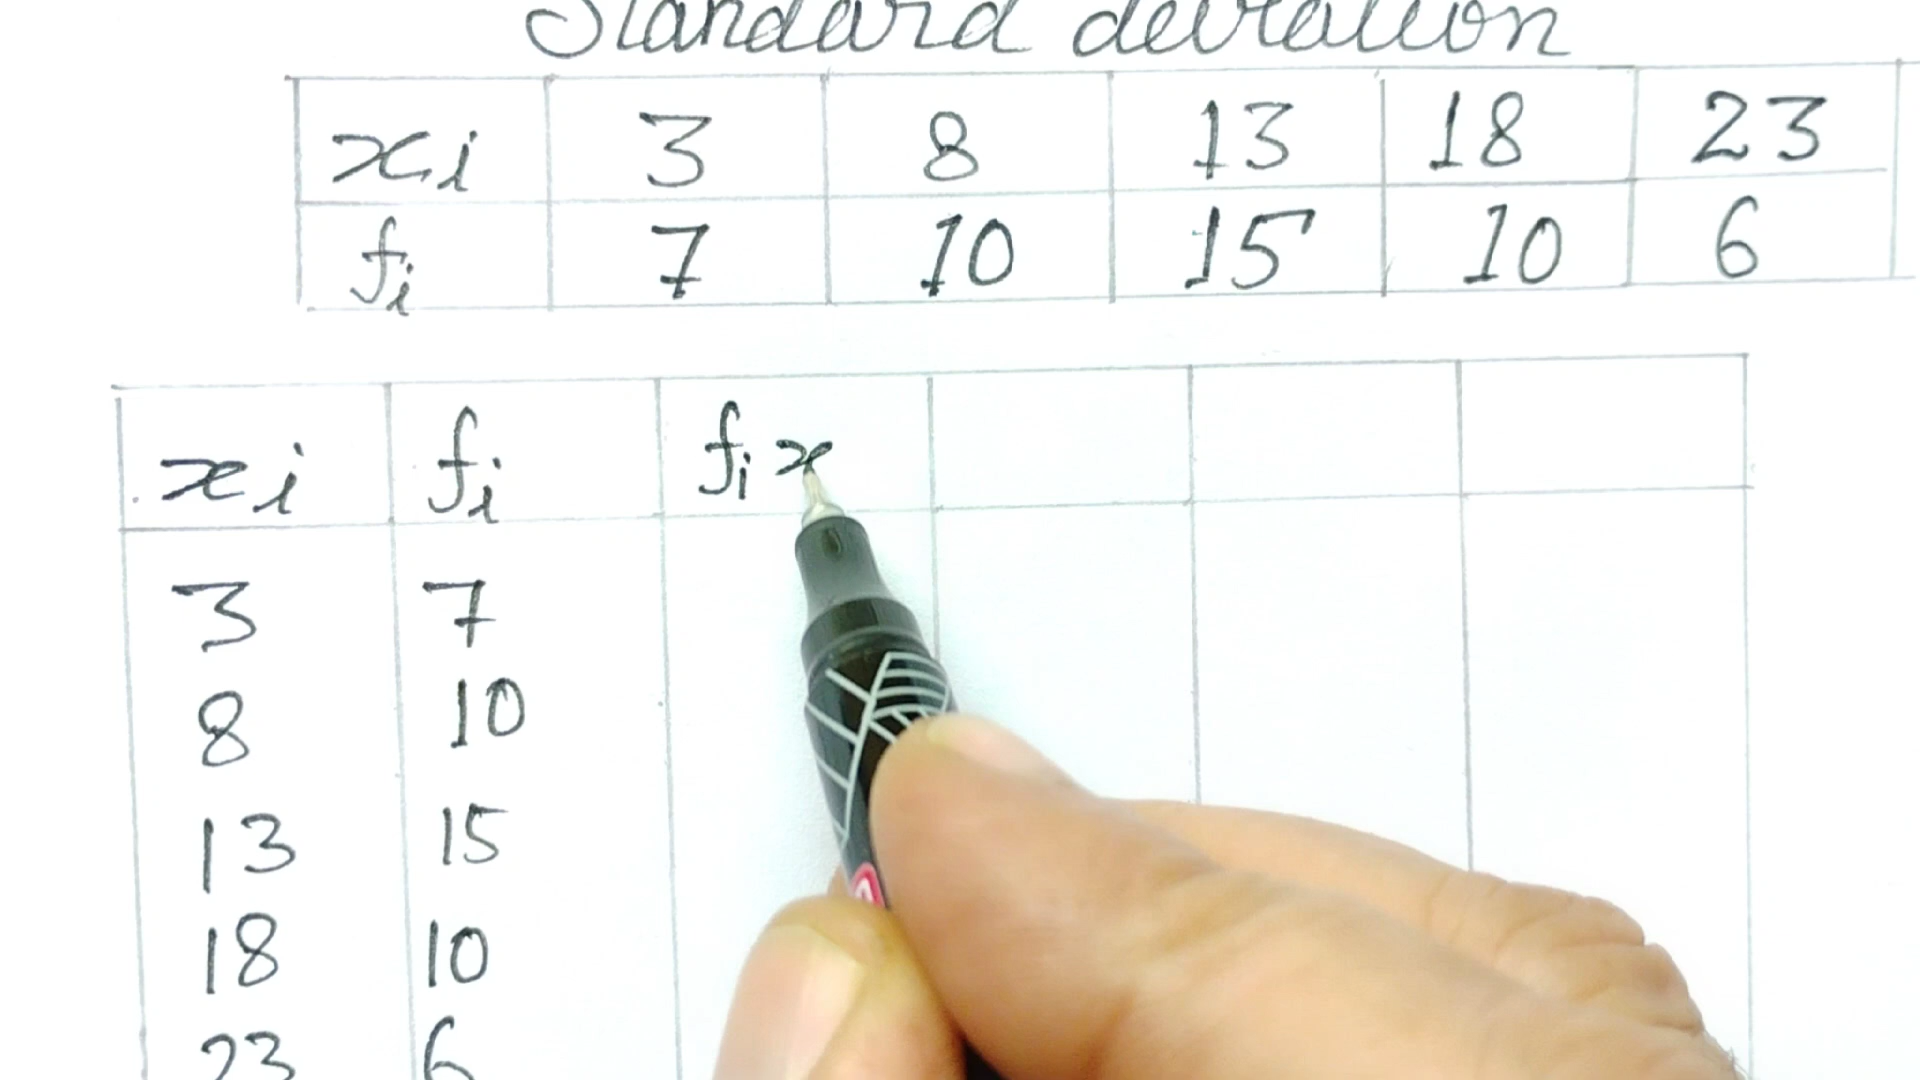 Standard deviation
xi 3 8 13 18 23
fi 7 10 15 10 6
xi fi fi x
3 7
8 10
13 15
18 10
23 6